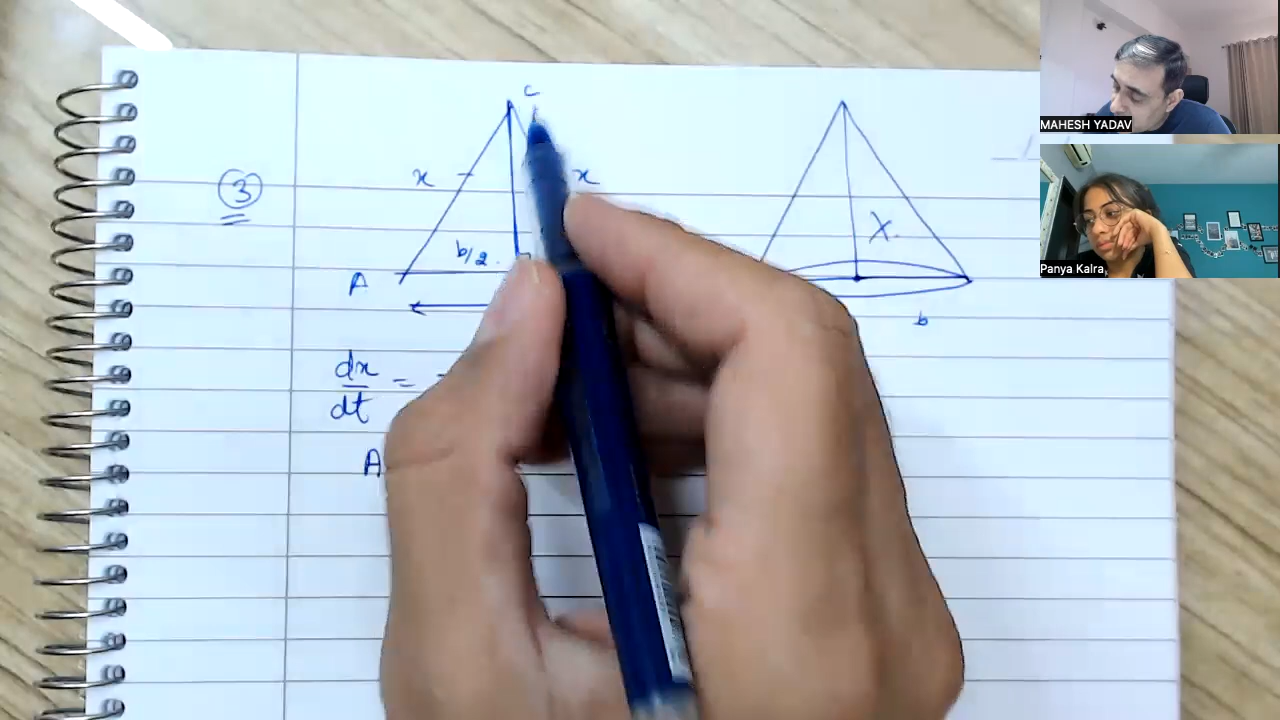 C
x x
3
b/2.
X.
A
b
dx/dt = -
A
MAHESH YADAV
Panya Kalra